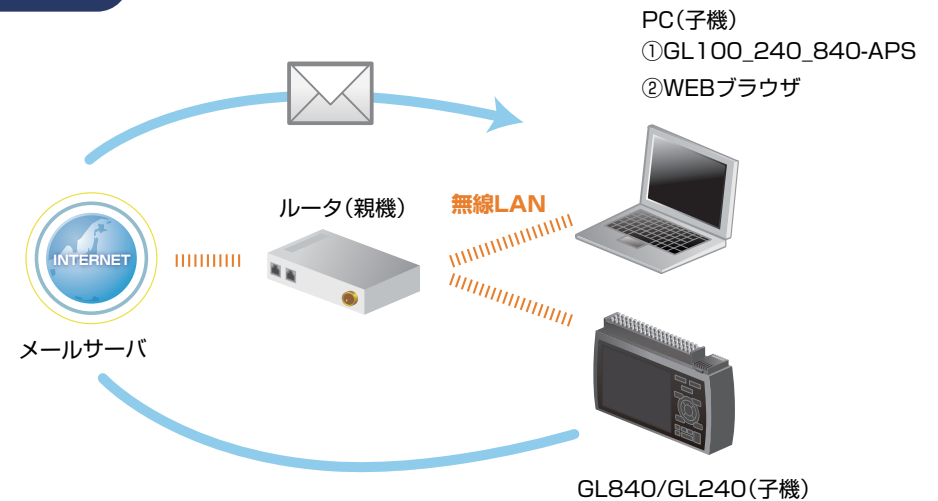 PC(子機)
①GL100_240_840-APS
②WEBブラウザ
ルータ(親機)
無線LAN
INTERNET
メールサーバ
GL840/GL240(子機)